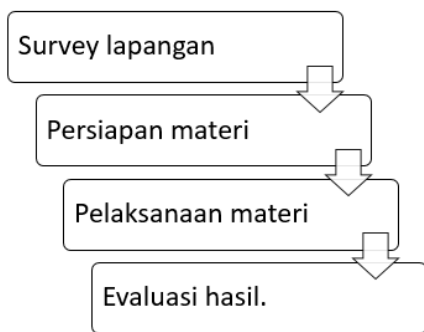 Survey lapangan
Persiapan materi
Pelaksanaan materi
Evaluasi hasil.